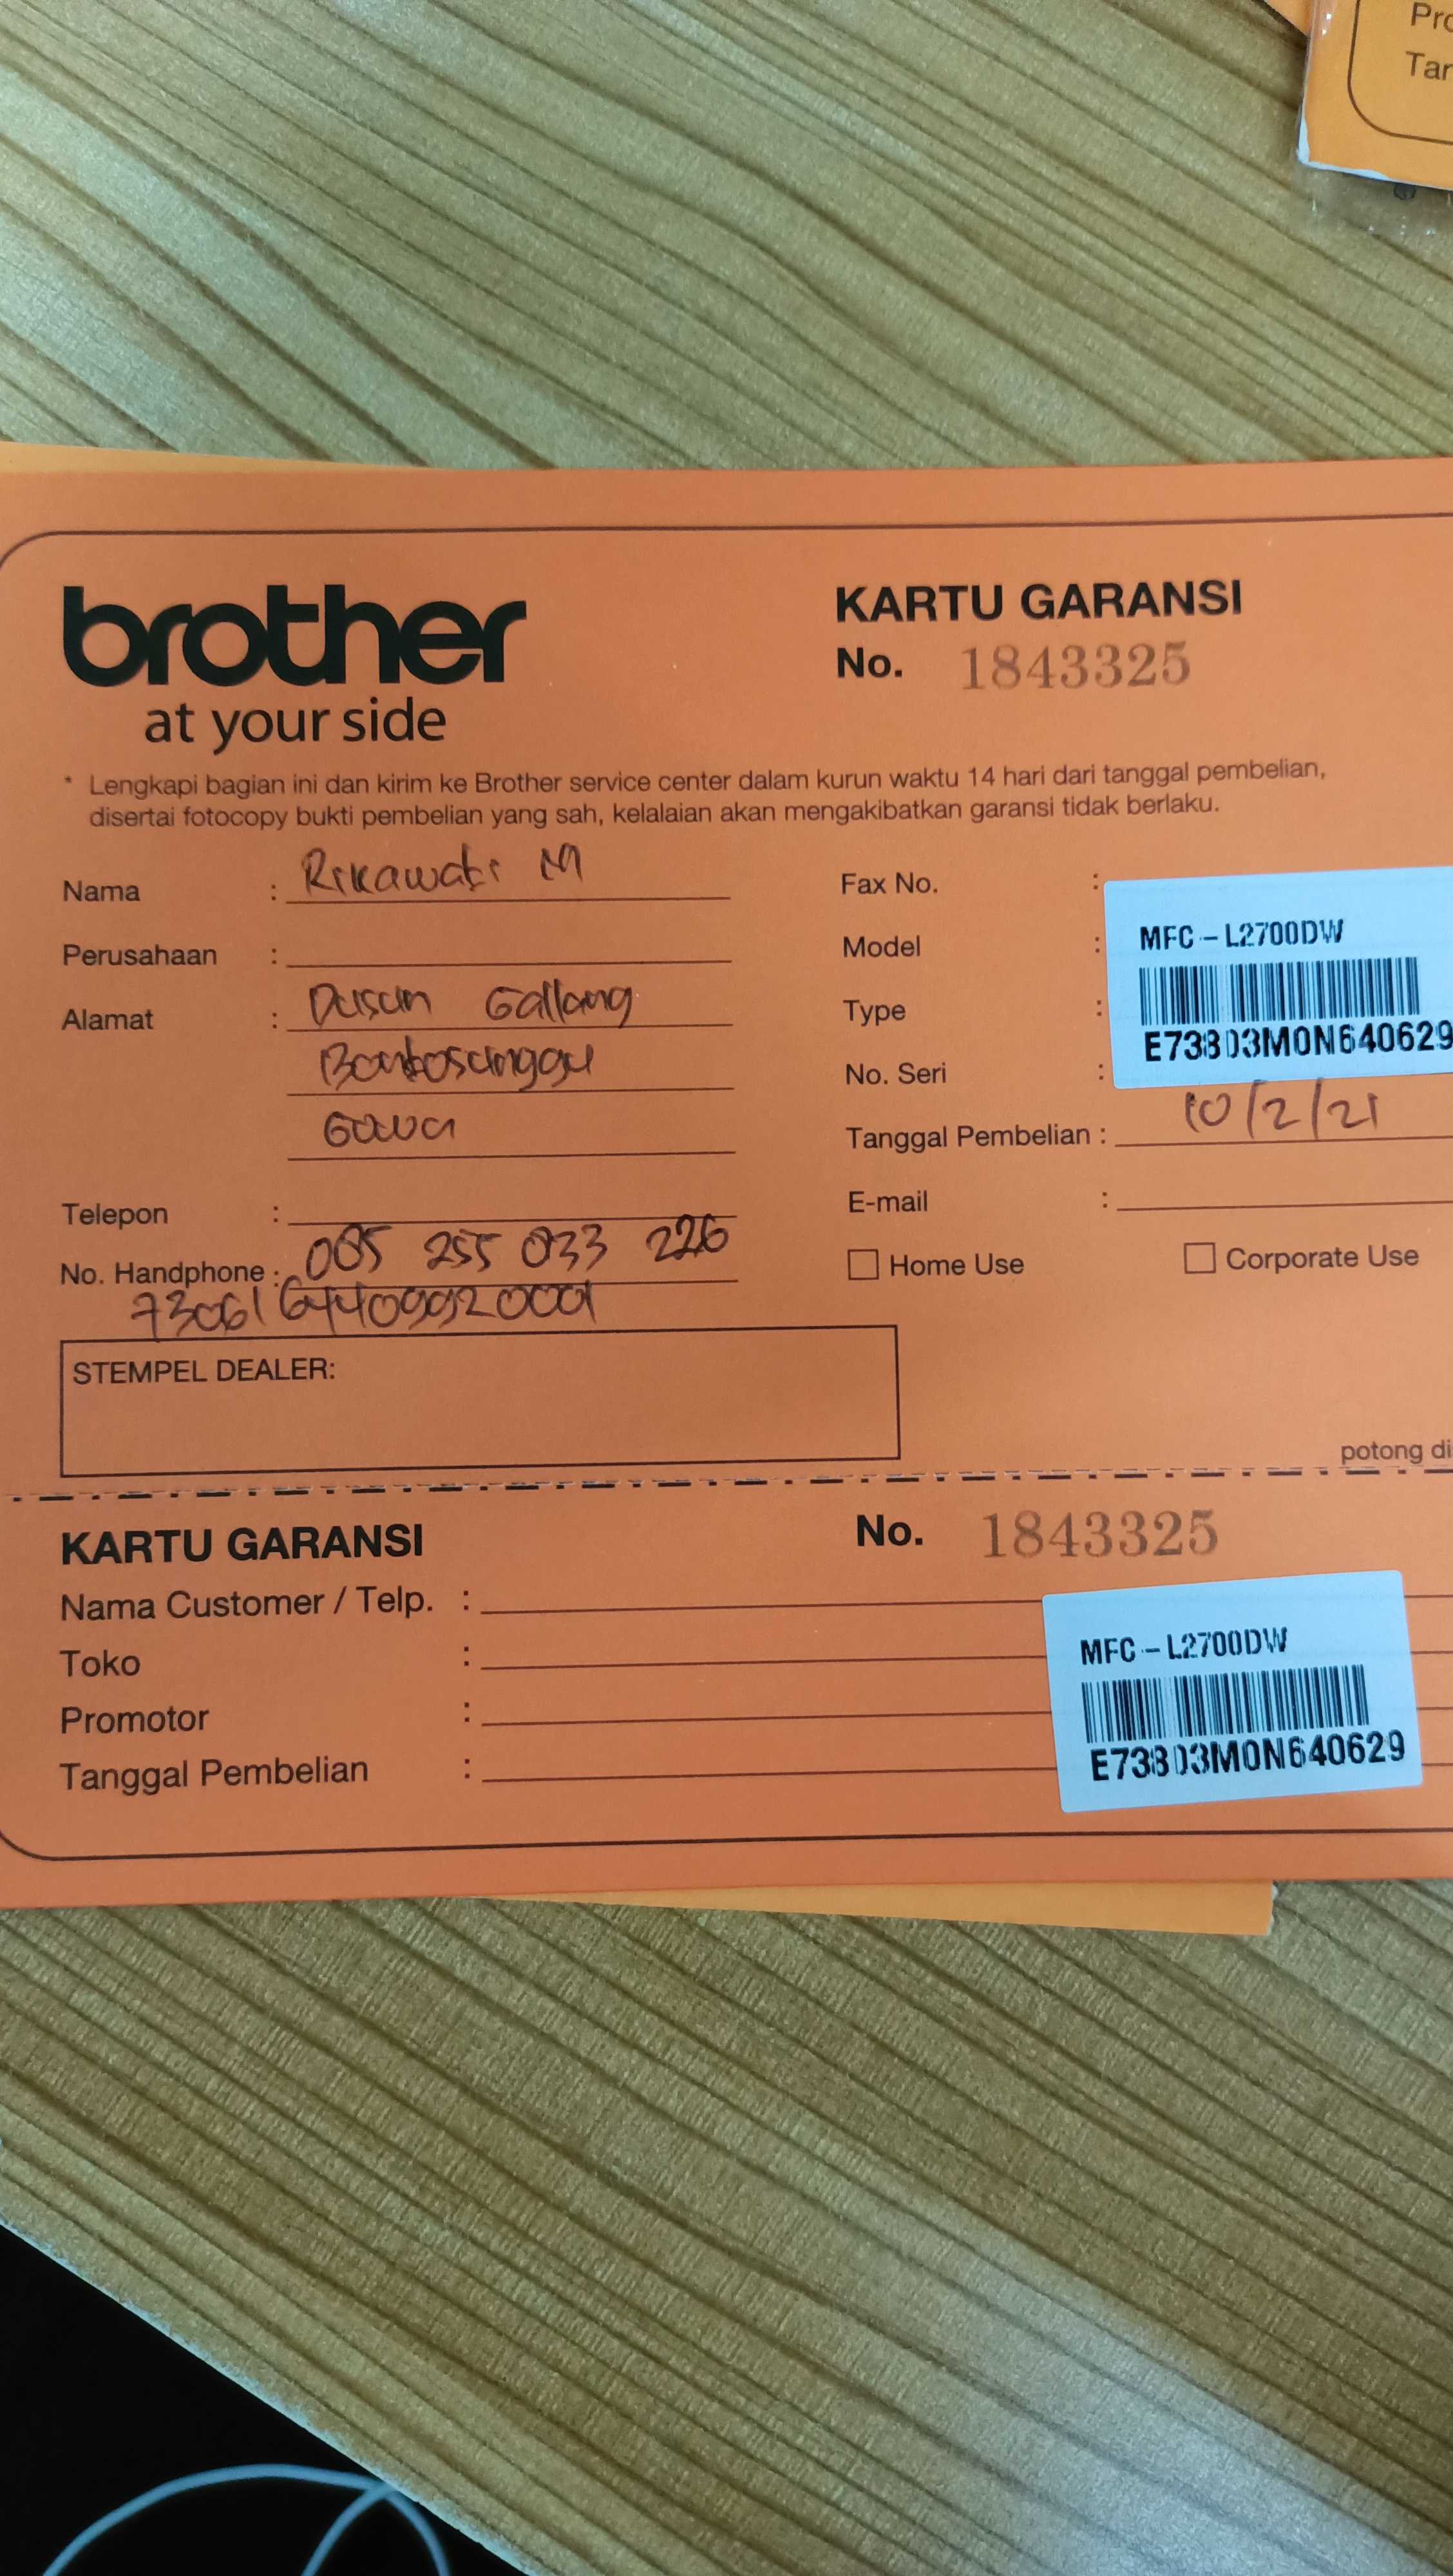 Pro
Tan
brother
at your side
KARTU GARANSI
No. 1843325
* Lengkapi bagian ini dan kirim ke Brother service center dalam kurun waktu 14 hari dari tanggal pembelian,
disertai fotocopy bukti pembelian yang sah, kelalaian akan mengakibatkan garansi tidak berlaku.
Nama : Rikawati M
Perusahaan :
Alamat : Dusun Gallang
Bontosunggu
Gowa
Telepon :
No. Handphone : 085 255 033 226
Fax No. :
Model :
Type :
No. Seri :
MFC-L2700DW
E73803M0N640629
Tanggal Pembelian : 10/2/21
E-mail :
Home Use
Corporate Use
STEMPEL DEALER:
potong di
KARTU GARANSI
No. 1843325
Nama Customer / Telp. :
Toko :
Promotor :
Tanggal Pembelian :
MFC-L2700DW
E73803M0N640629